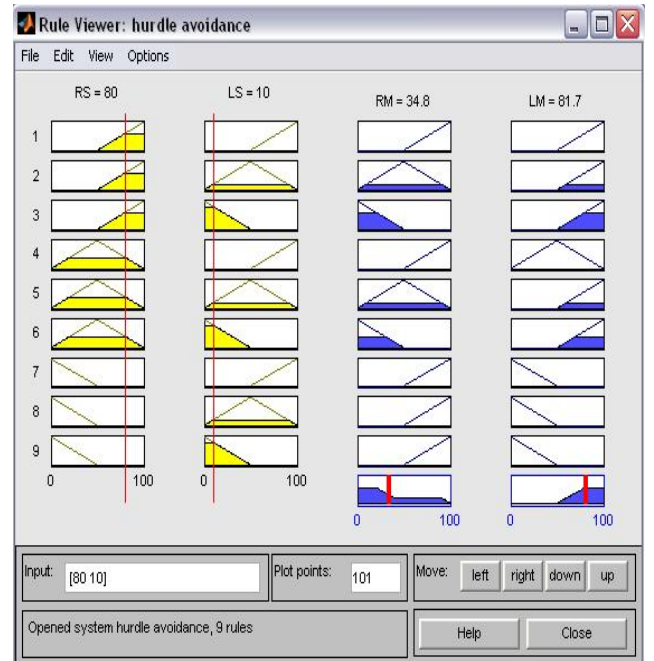 Rule Viewer: hurdle avoidance
File Edit View Options
RS = 80 LS = 10 RM = 34.8 LM = 81.7
1
2
3
4
5
6
7
8
9
0 100 0 100
0 100 0 100
Input: [80 10] Plot points: 101 Move: left right down up
Opened system hurdle avoidance, 9 rules Help Close